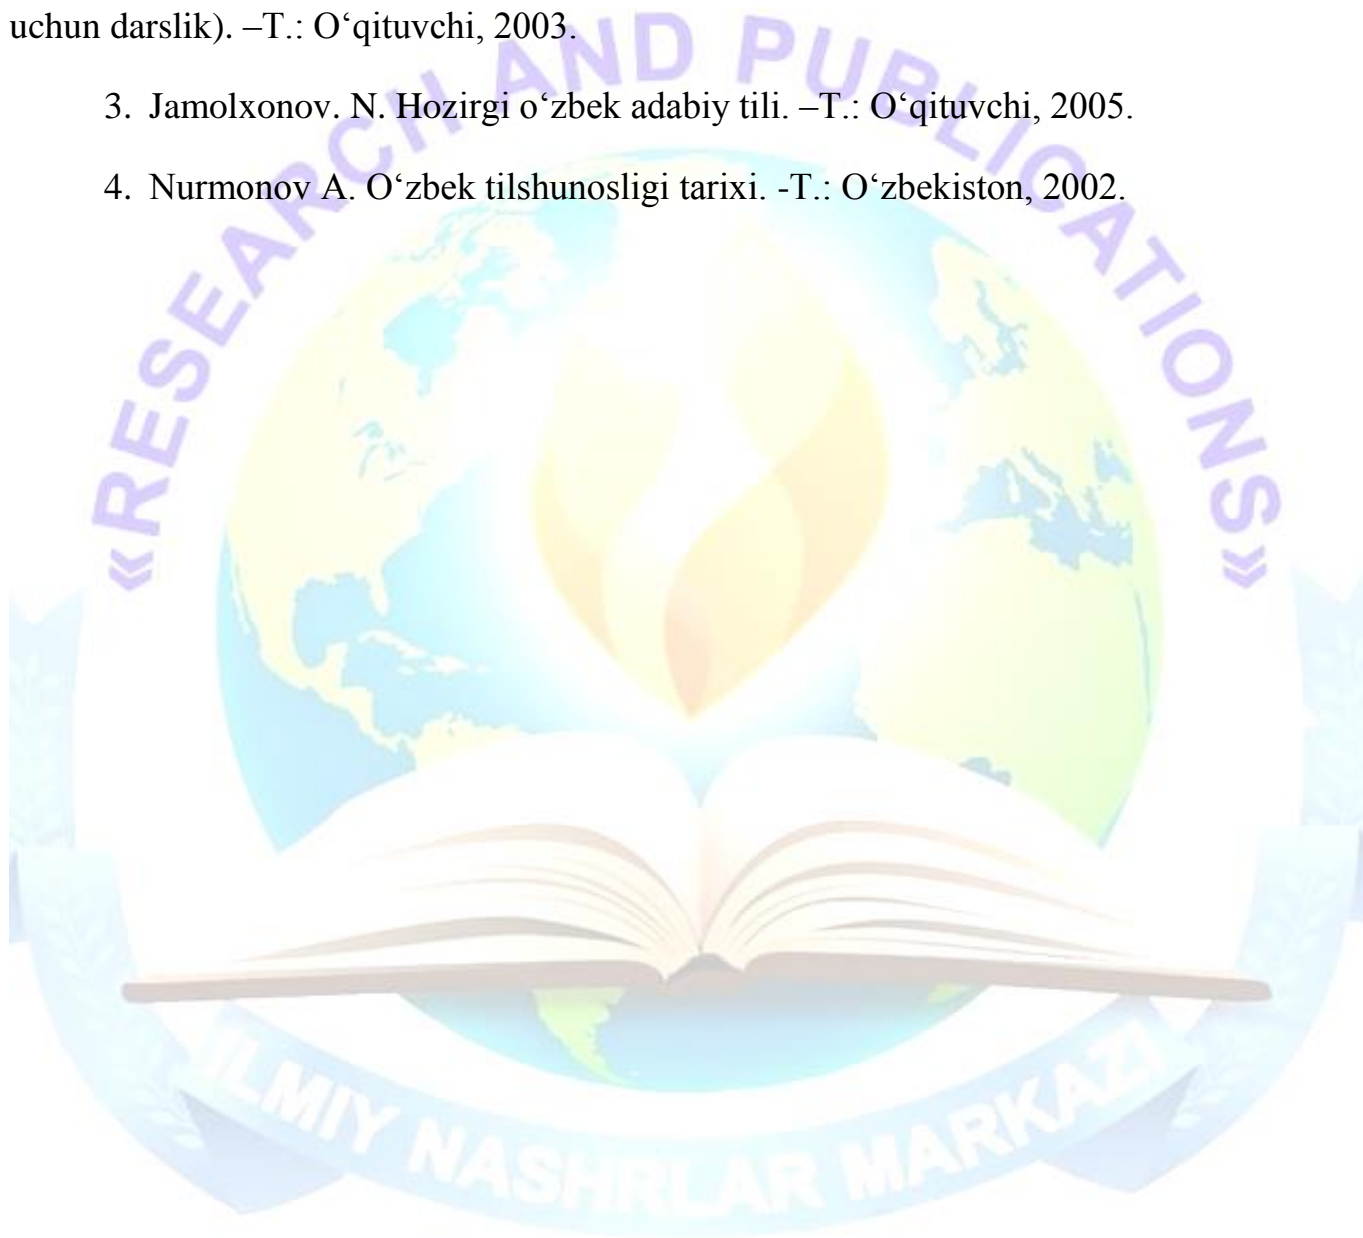 uchun darslik). –T.: O‘qituvchi, 2003.
3. Jamolxonov. N. Hozirgi o‘zbek adabiy tili. –T.: O‘qituvchi, 2005.
4. Nurmonov A. O‘zbek tilshunosligi tarixi. -T.: O‘zbekiston, 2002.
«RESEARCH AND PUBLICATIONS»
ILMIY NASHRLAR MARKAZI